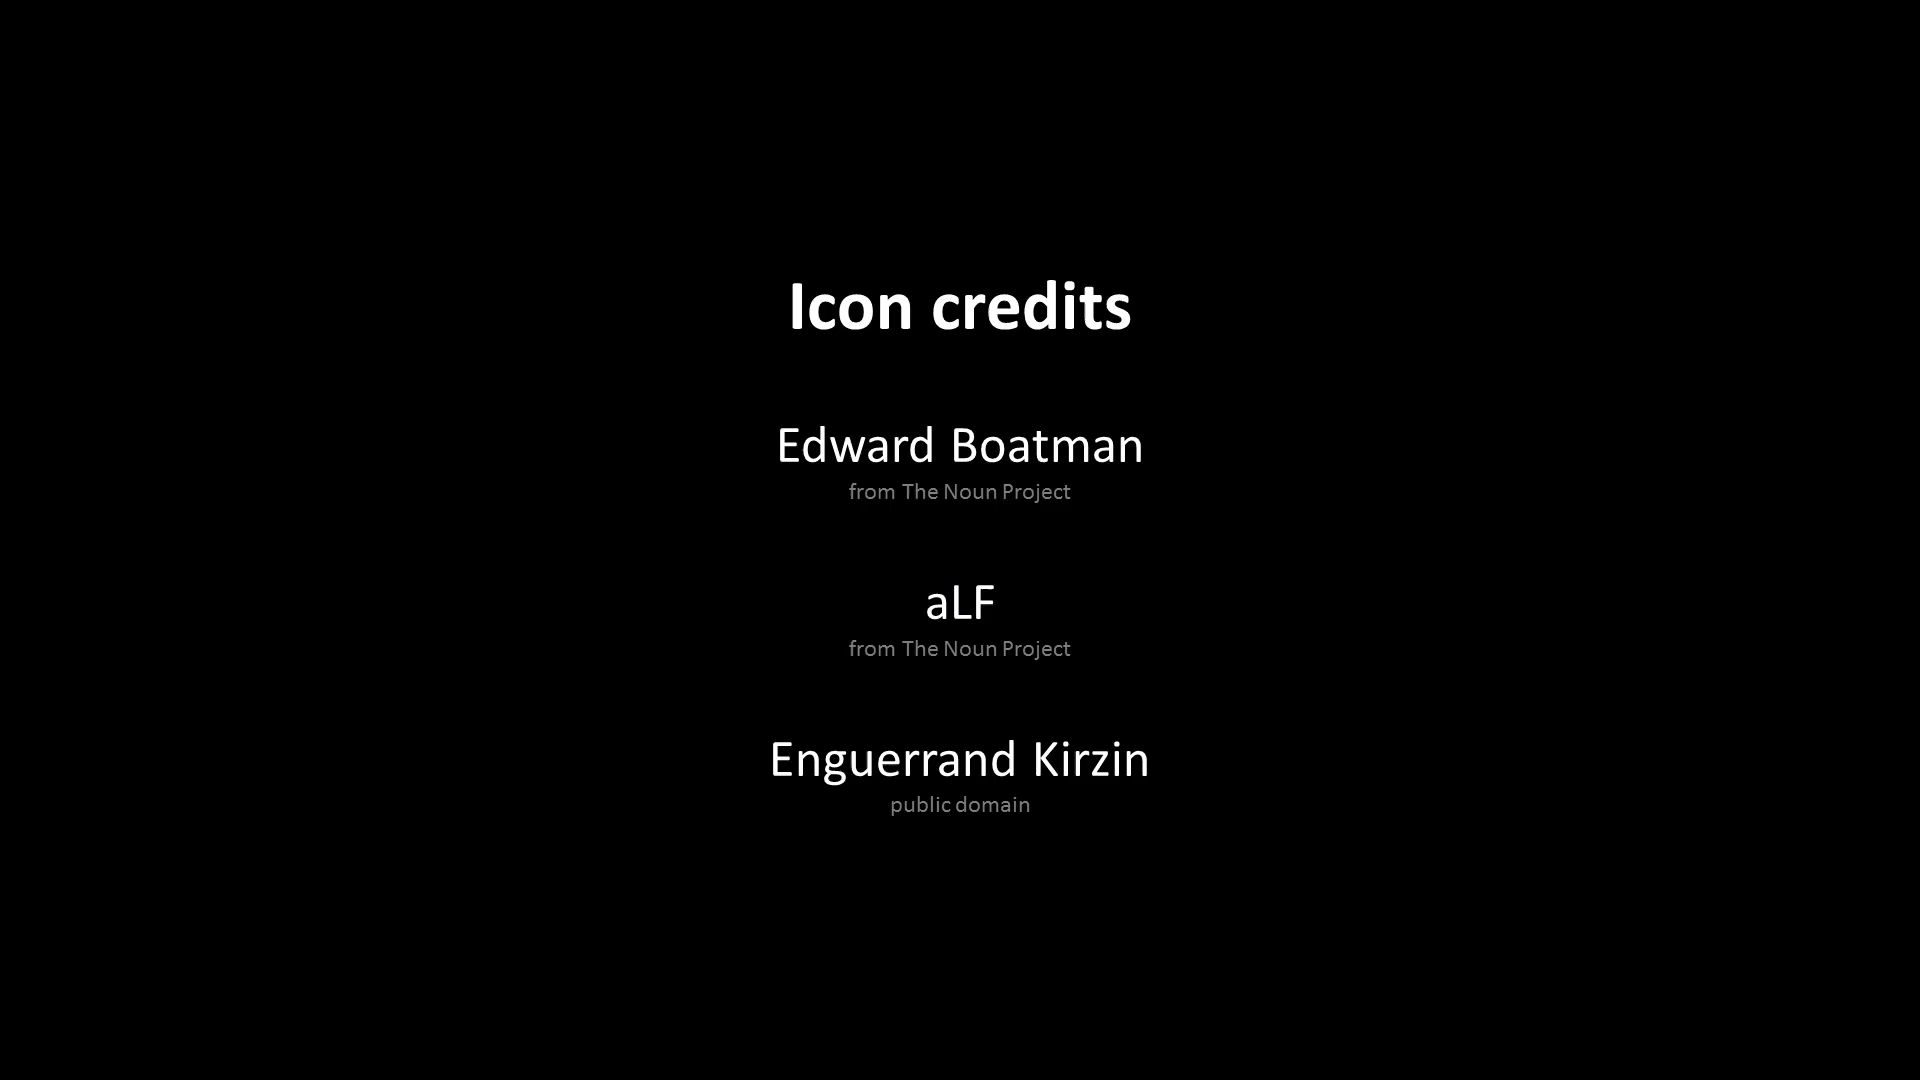 Icon credits
Edward Boatman
from The Noun Project
aLF
from The Noun Project
Enguerrand Kirzin
public domain